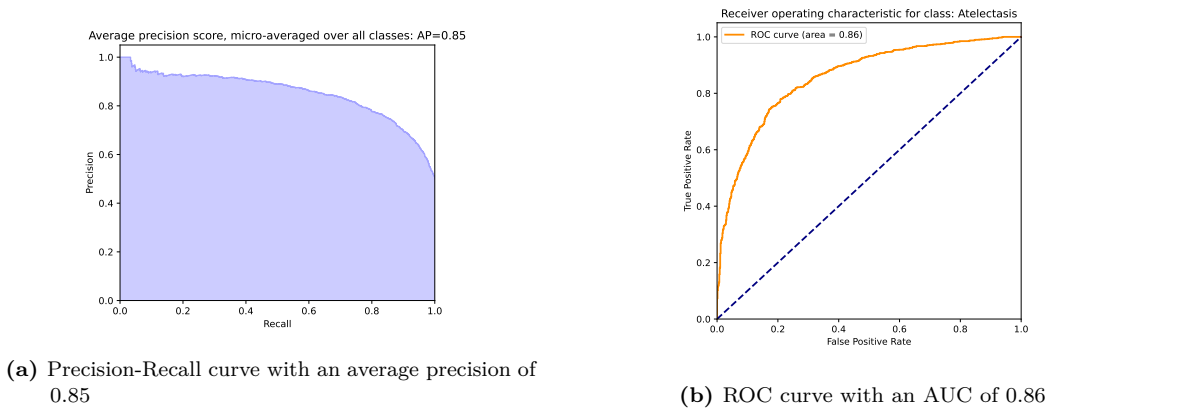 Average precision score, micro-averaged over all classes: AP=0.85
1.0
0.8
0.6
0.4
0.2
0.0
Precision
0.0 0.2 0.4 0.6 0.8 1.0
Recall
(a) Precision-Recall curve with an average precision of
0.85
Receiver operating characteristic for class: Atelectasis
ROC curve (area = 0.86)
1.0
0.8
0.6
0.4
0.2
0.0
True Positive Rate
0.0 0.2 0.4 0.6 0.8 1.0
False Positive Rate
(b) ROC curve with an AUC of 0.86